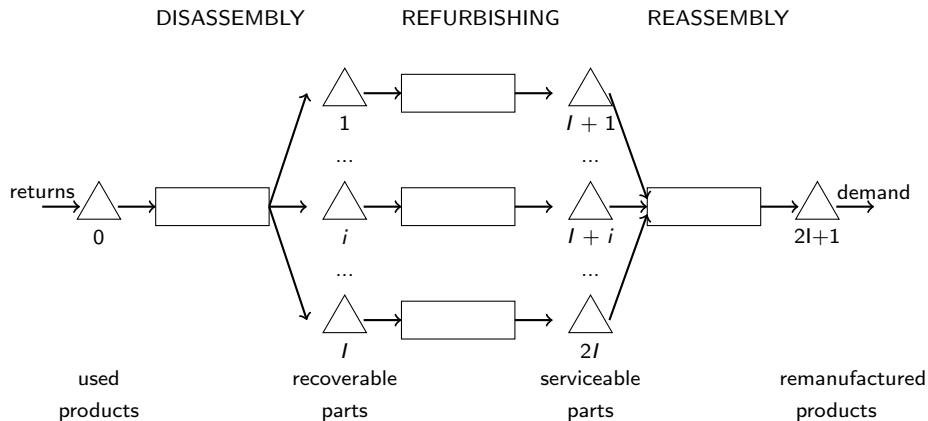 DISASSEMBLY REFURBISHING REASSEMBLY
1 I + 1
... ...
returns demand
0 i I + i 2I+1
... ...
I 2I
used recoverable serviceable remanufactured
products parts parts products